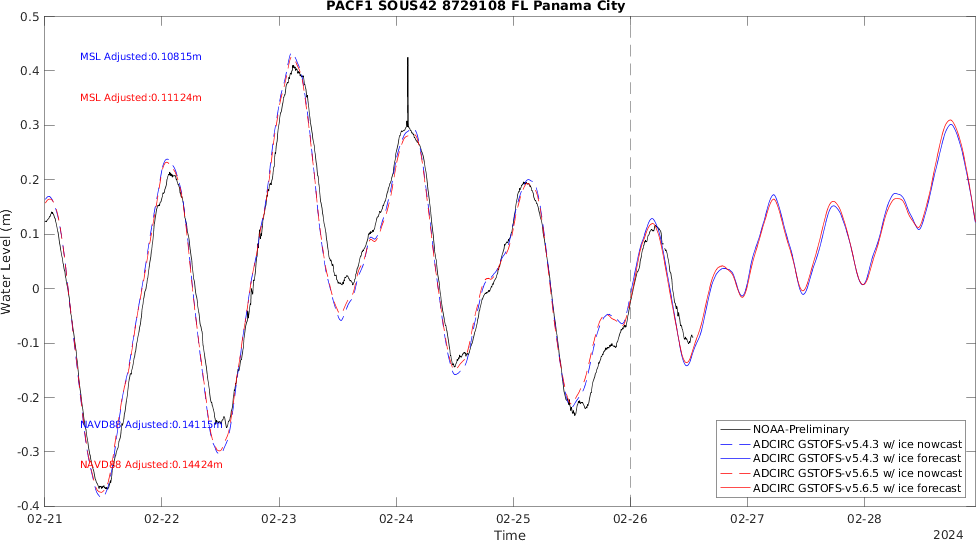 PACF1 SOUS42 8729108 FL Panama City
0.5
0.4
0.3
0.2
0.1
0
-0.1
-0.2
-0.3
-0.4
Water Level (m)
MSL Adjusted:0.10815m
MSL Adjusted:0.11124m
NAVD88 Adjusted:0.14115m
NAVD88 Adjusted:0.14424m
NOAA-Preliminary
ADCIRC GSTOFS-v5.4.3 w/ ice nowcast
ADCIRC GSTOFS-v5.4.3 w/ ice forecast
ADCIRC GSTOFS-v5.6.5 w/ ice nowcast
ADCIRC GSTOFS-v5.6.5 w/ ice forecast
02-21 02-22 02-23 02-24 02-25 02-26 02-27 02-28
Time
2024